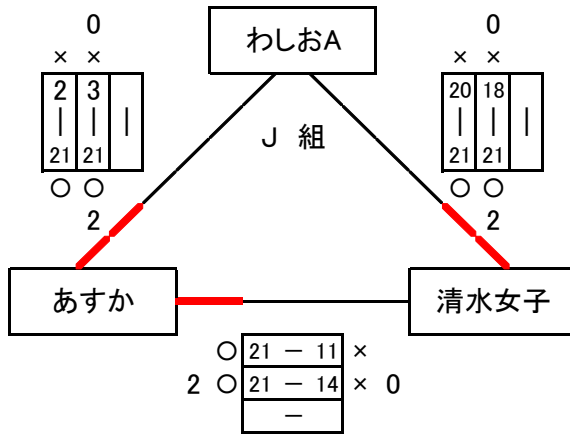 わしおA
0
× ×
2 3
| | |
21 21
○ ○
2
0
× ×
20 18
| | |
21 21
○ ○
2
J 組
あすか
清水女子
○ 21 － 11 ×
2 ○ 21 － 14 × 0
－